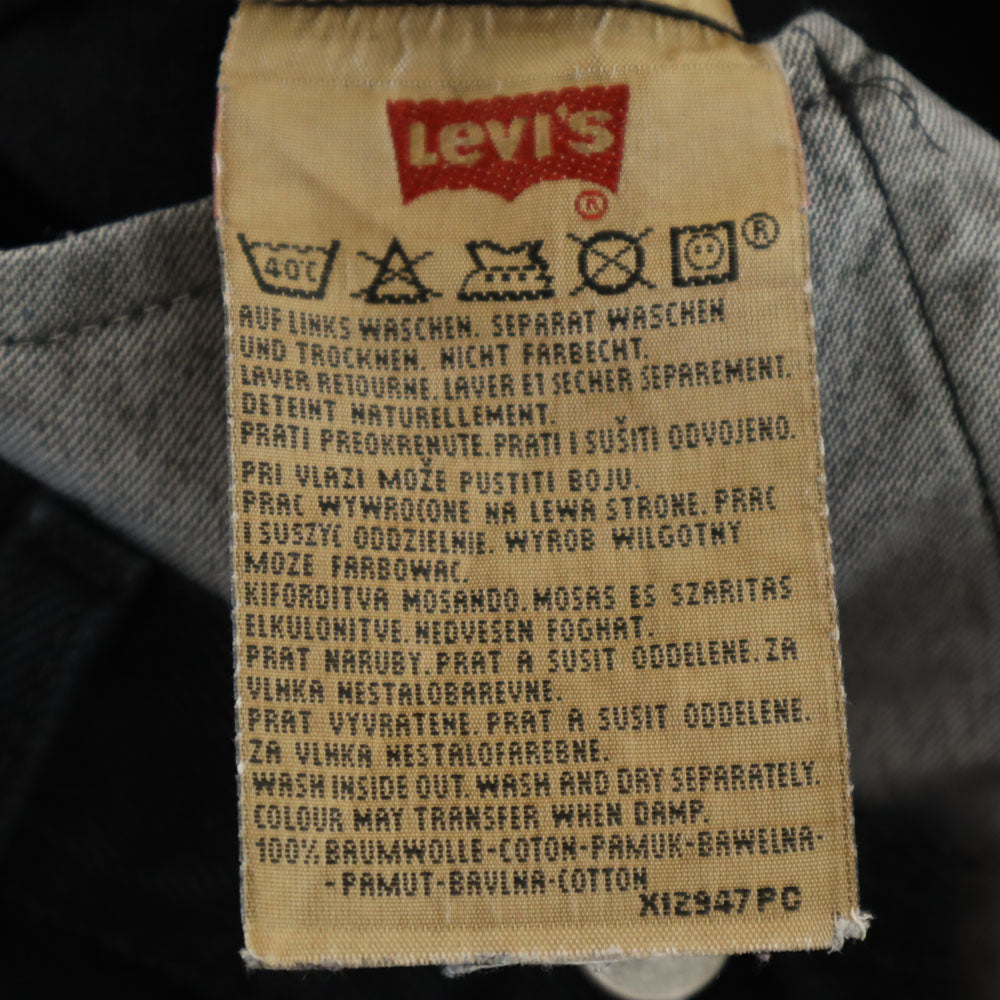 Levi's
®
40C ®
AUF LINKS WASCHEN. SEPARAT WASCHEN
UND TROCKNEN. NICHT FARBECHT.
LAVER RETOURNE. LAVER ET SECHER SEPAREMENT.
DETEINT NATURELLEMENT.
PRATI PREOKRENUTE. PRATI I SUŠITI ODVOJENO.
PRI VLAZI MOŽE PUSTITI BOJU.
PRAC WYWROCONE NA LEWA STRONE. PRAC
I SUSZYC ODDZIELNIE. WYROB WILGOTNY
MOZE FARBOWAC.
KIFORDITVA MOSANDO. MOSAS ES SZARITAS
ELKULONITVE. NEDVESEN FOGHAT.
PRAT NARUBY. PRAT A SUSIT ODDELENE. ZA
VLHKA NESTALOBAREVNE.
PRAT VYVRATENE. PRAT A SUSIT ODDELENE.
ZA VLHKA NESTALOFAREBNE.
WASH INSIDE OUT. WASH AND DRY SEPARATELY.
COLOUR MAY TRANSFER WHEN DAMP.
100% BAUMWOLLE-COTON-PAMUK-BAWELNA-
-PAMUT-BAVLNA-COTTON
X12947PC